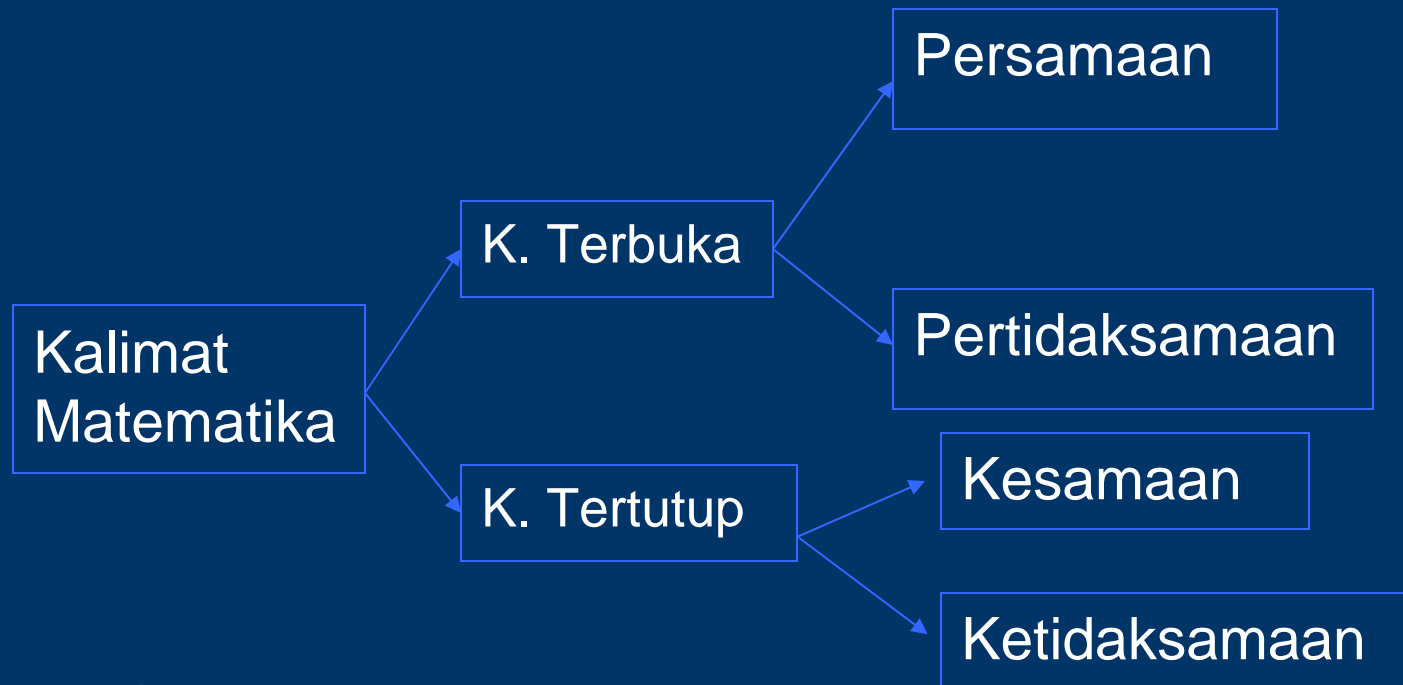 Persamaan
K. Terbuka
Pertidaksamaan
Kalimat
Matematika
Kesamaan
K. Tertutup
Ketidaksamaan